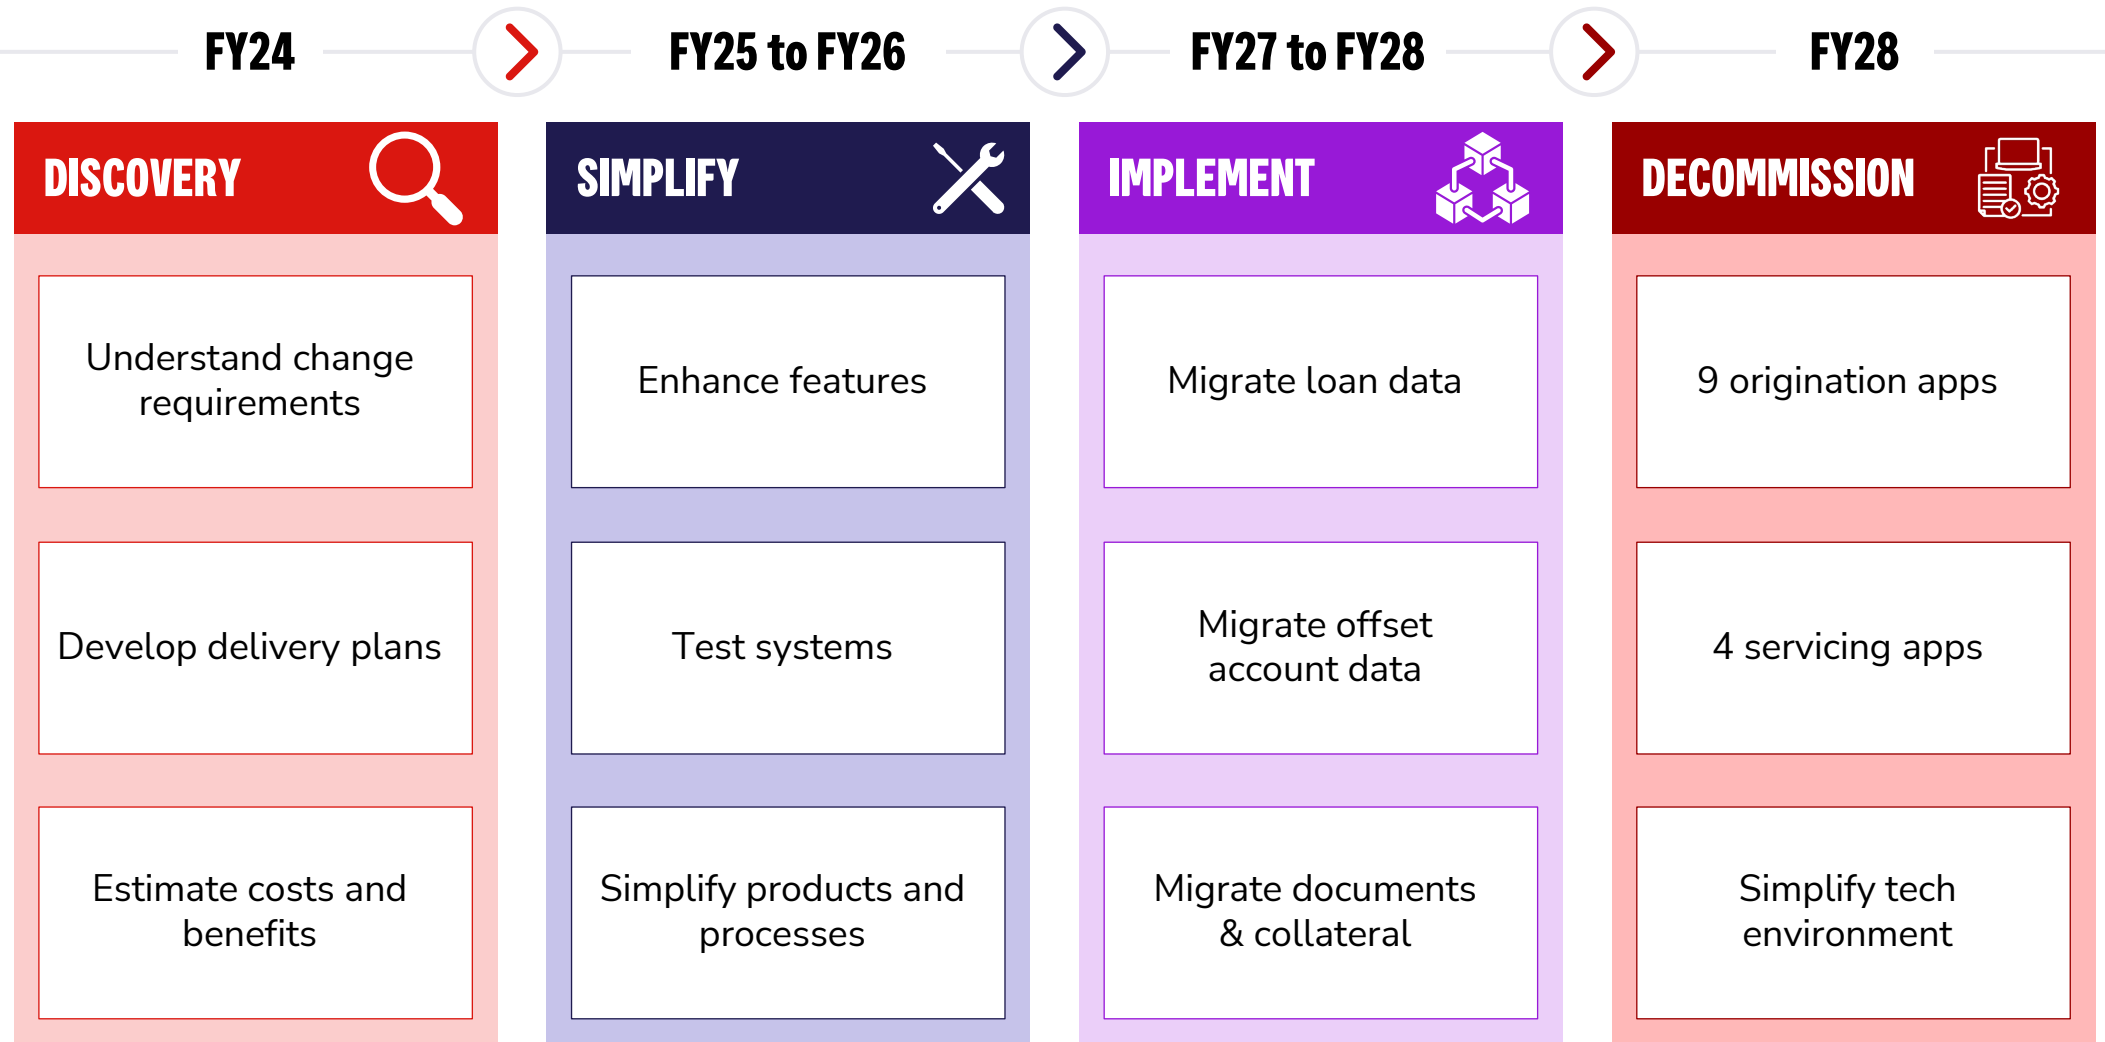 FY24
FY25 to FY26
FY27 to FY28
FY28
DISCOVERY
Understand change
requirements
Develop delivery plans
Estimate costs and
benefits
SIMPLIFY
Enhance features
Test systems
Simplify products and
processes
IMPLEMENT
Migrate loan data
Migrate offset
account data
Migrate documents
& collateral
DECOMMISSION
9 origination apps
4 servicing apps
Simplify tech
environment